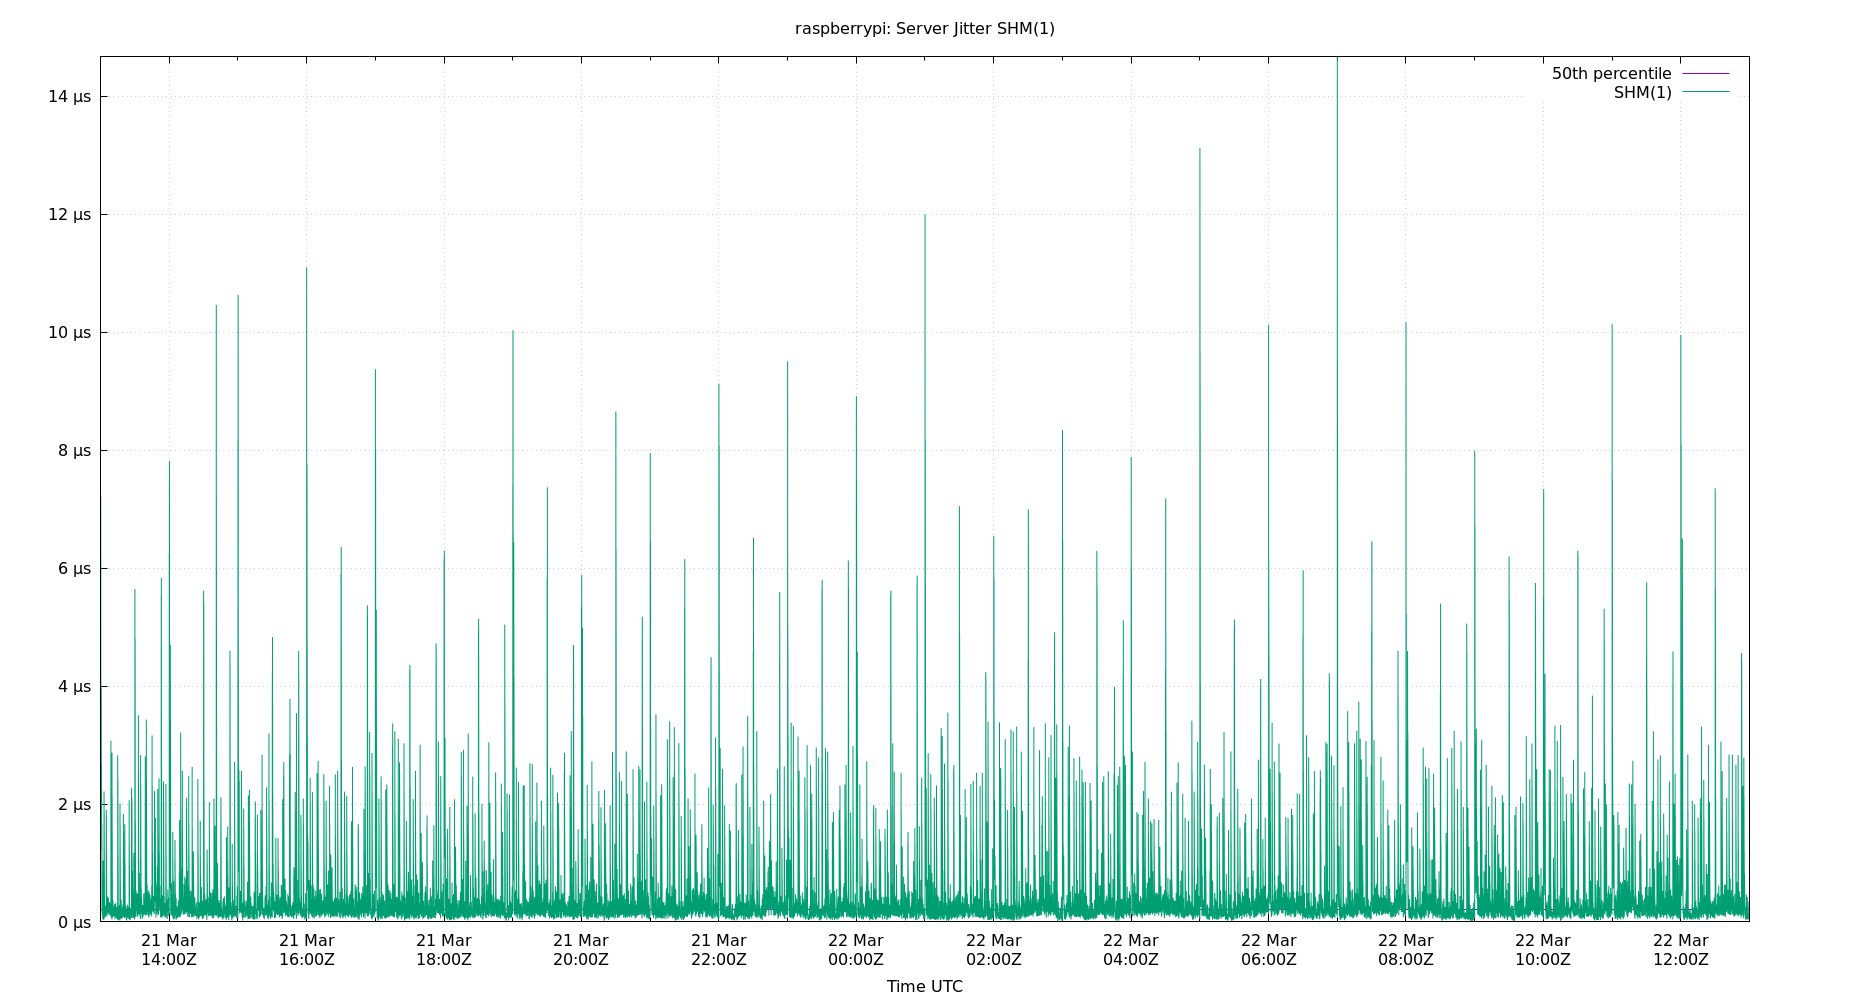 raspberrypi: Server Jitter SHM(1)
50th percentile
SHM(1)
14 µs
12 µs
10 µs
8 µs
6 µs
4 µs
2 µs
0 µs
21 Mar 21 Mar 21 Mar 21 Mar 21 Mar 22 Mar 22 Mar 22 Mar 22 Mar 22 Mar 22 Mar 22 Mar
14:00Z 16:00Z 18:00Z 20:00Z 22:00Z 00:00Z 02:00Z 04:00Z 06:00Z 08:00Z 10:00Z 12:00Z
Time UTC